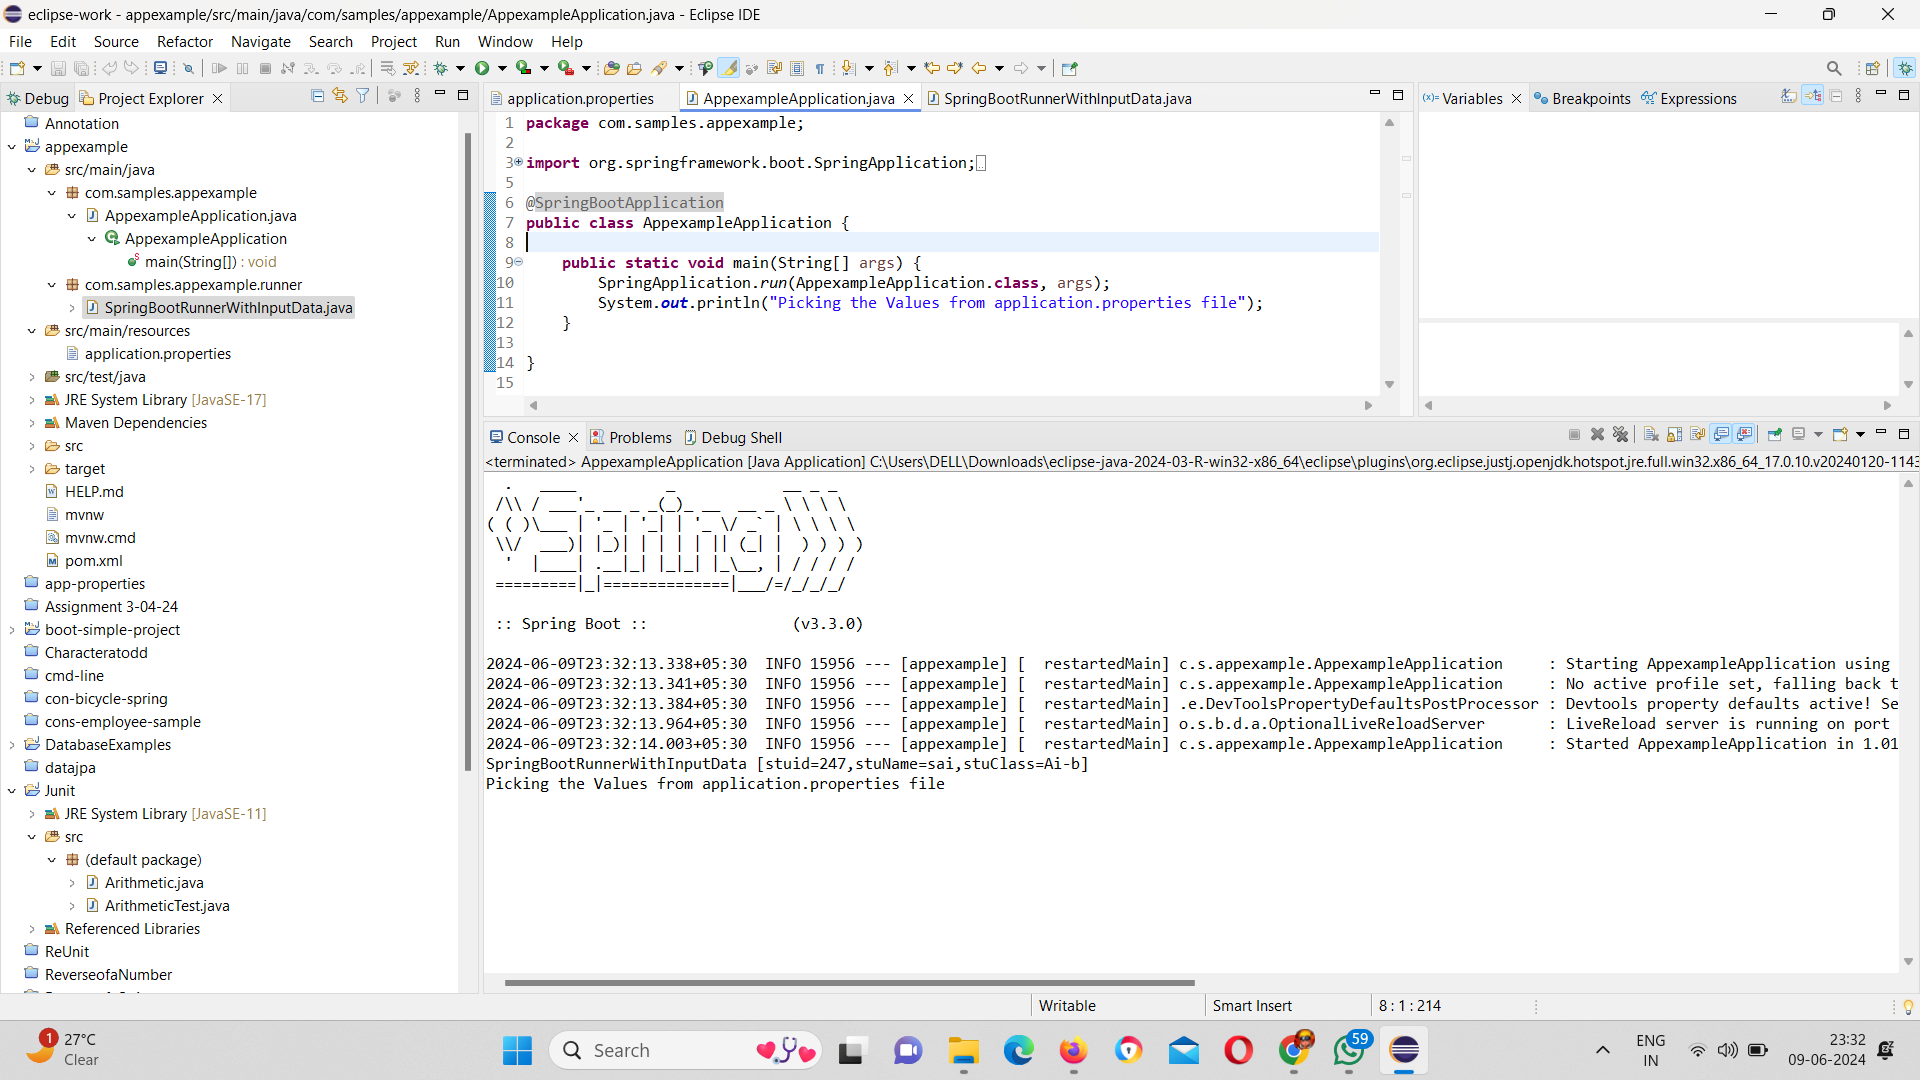 eclipse-work - appexample/src/main/java/com/samples/appexample/AppexampleApplication.java - Eclipse IDE
File Edit Source Refactor Navigate Search Project Run Window Help
Debug Project Explorer
Annotation
appexample
src/main/java
com.samples.appexample
AppexampleApplication.java
AppexampleApplication
main(String[]) : void
com.samples.appexample.runner
SpringBootRunnerWithInputData.java
src/main/resources
application.properties
src/test/java
JRE System Library [JavaSE-17]
Maven Dependencies
src
target
HELP.md
mvnw
mvnw.cmd
pom.xml
app-properties
Assignment 3-04-24
boot-simple-project
Characteratodd
cmd-line
con-bicycle-spring
cons-employee-sample
DatabaseExamples
datajpa
Junit
JRE System Library [JavaSE-11]
src
(default package)
Arithmetic.java
ArithmeticTest.java
Referenced Libraries
ReUnit
ReverseofaNumber
application.properties AppexampleApplication.java SpringBootRunnerWithInputData.java
1 package com.samples.appexample;
2
3 import org.springframework.boot.SpringApplication;
5
6 @SpringBootApplication
7 public class AppexampleApplication {
8
9 public static void main(String[] args) {
10 SpringApplication.run(AppexampleApplication.class, args);
11 System.out.println("Picking the Values from application.properties file");
12 }
13
14 }
15
(x)= Variables Breakpoints Expressions
Console Problems Debug Shell
<terminated> AppexampleApplication [Java Application] C:\Users\DELL\Downloads\eclipse-java-2024-03-R-win32-x86_64\eclipse\plugins\org.eclipse.justj.openjdk.hotspot.jre.full.win32.x86_64_17.0.10.v20240120-1143
Spring
:: Spring Boot :: (v3.3.0)
2024-06-09T23:32:13.338+05:30 INFO 15956 --- [appexample] [ restartedMain] c.s.appexample.AppexampleApplication : Starting AppexampleApplication using
2024-06-09T23:32:13.341+05:30 INFO 15956 --- [appexample] [ restartedMain] c.s.appexample.AppexampleApplication : No active profile set, falling back t
2024-06-09T23:32:13.384+05:30 INFO 15956 --- [appexample] [ restartedMain] .e.DevToolsPropertyDefaultsPostProcessor : Devtools property defaults active! Se
2024-06-09T23:32:13.964+05:30 INFO 15956 --- [appexample] [ restartedMain] o.s.b.d.a.OptionalLiveReloadServer : LiveReload server is running on port
2024-06-09T23:32:14.003+05:30 INFO 15956 --- [appexample] [ restartedMain] c.s.appexample.AppexampleApplication : Started AppexampleApplication in 1.01
SpringBootRunnerWithInputData [stuid=247,stuName=sai,stuClass=Ai-b]
Picking the Values from application.properties file
Writable Smart Insert 8 : 1 : 214
1
27°C
Clear
Search
59
ENG
IN
23:32
09-06-2024